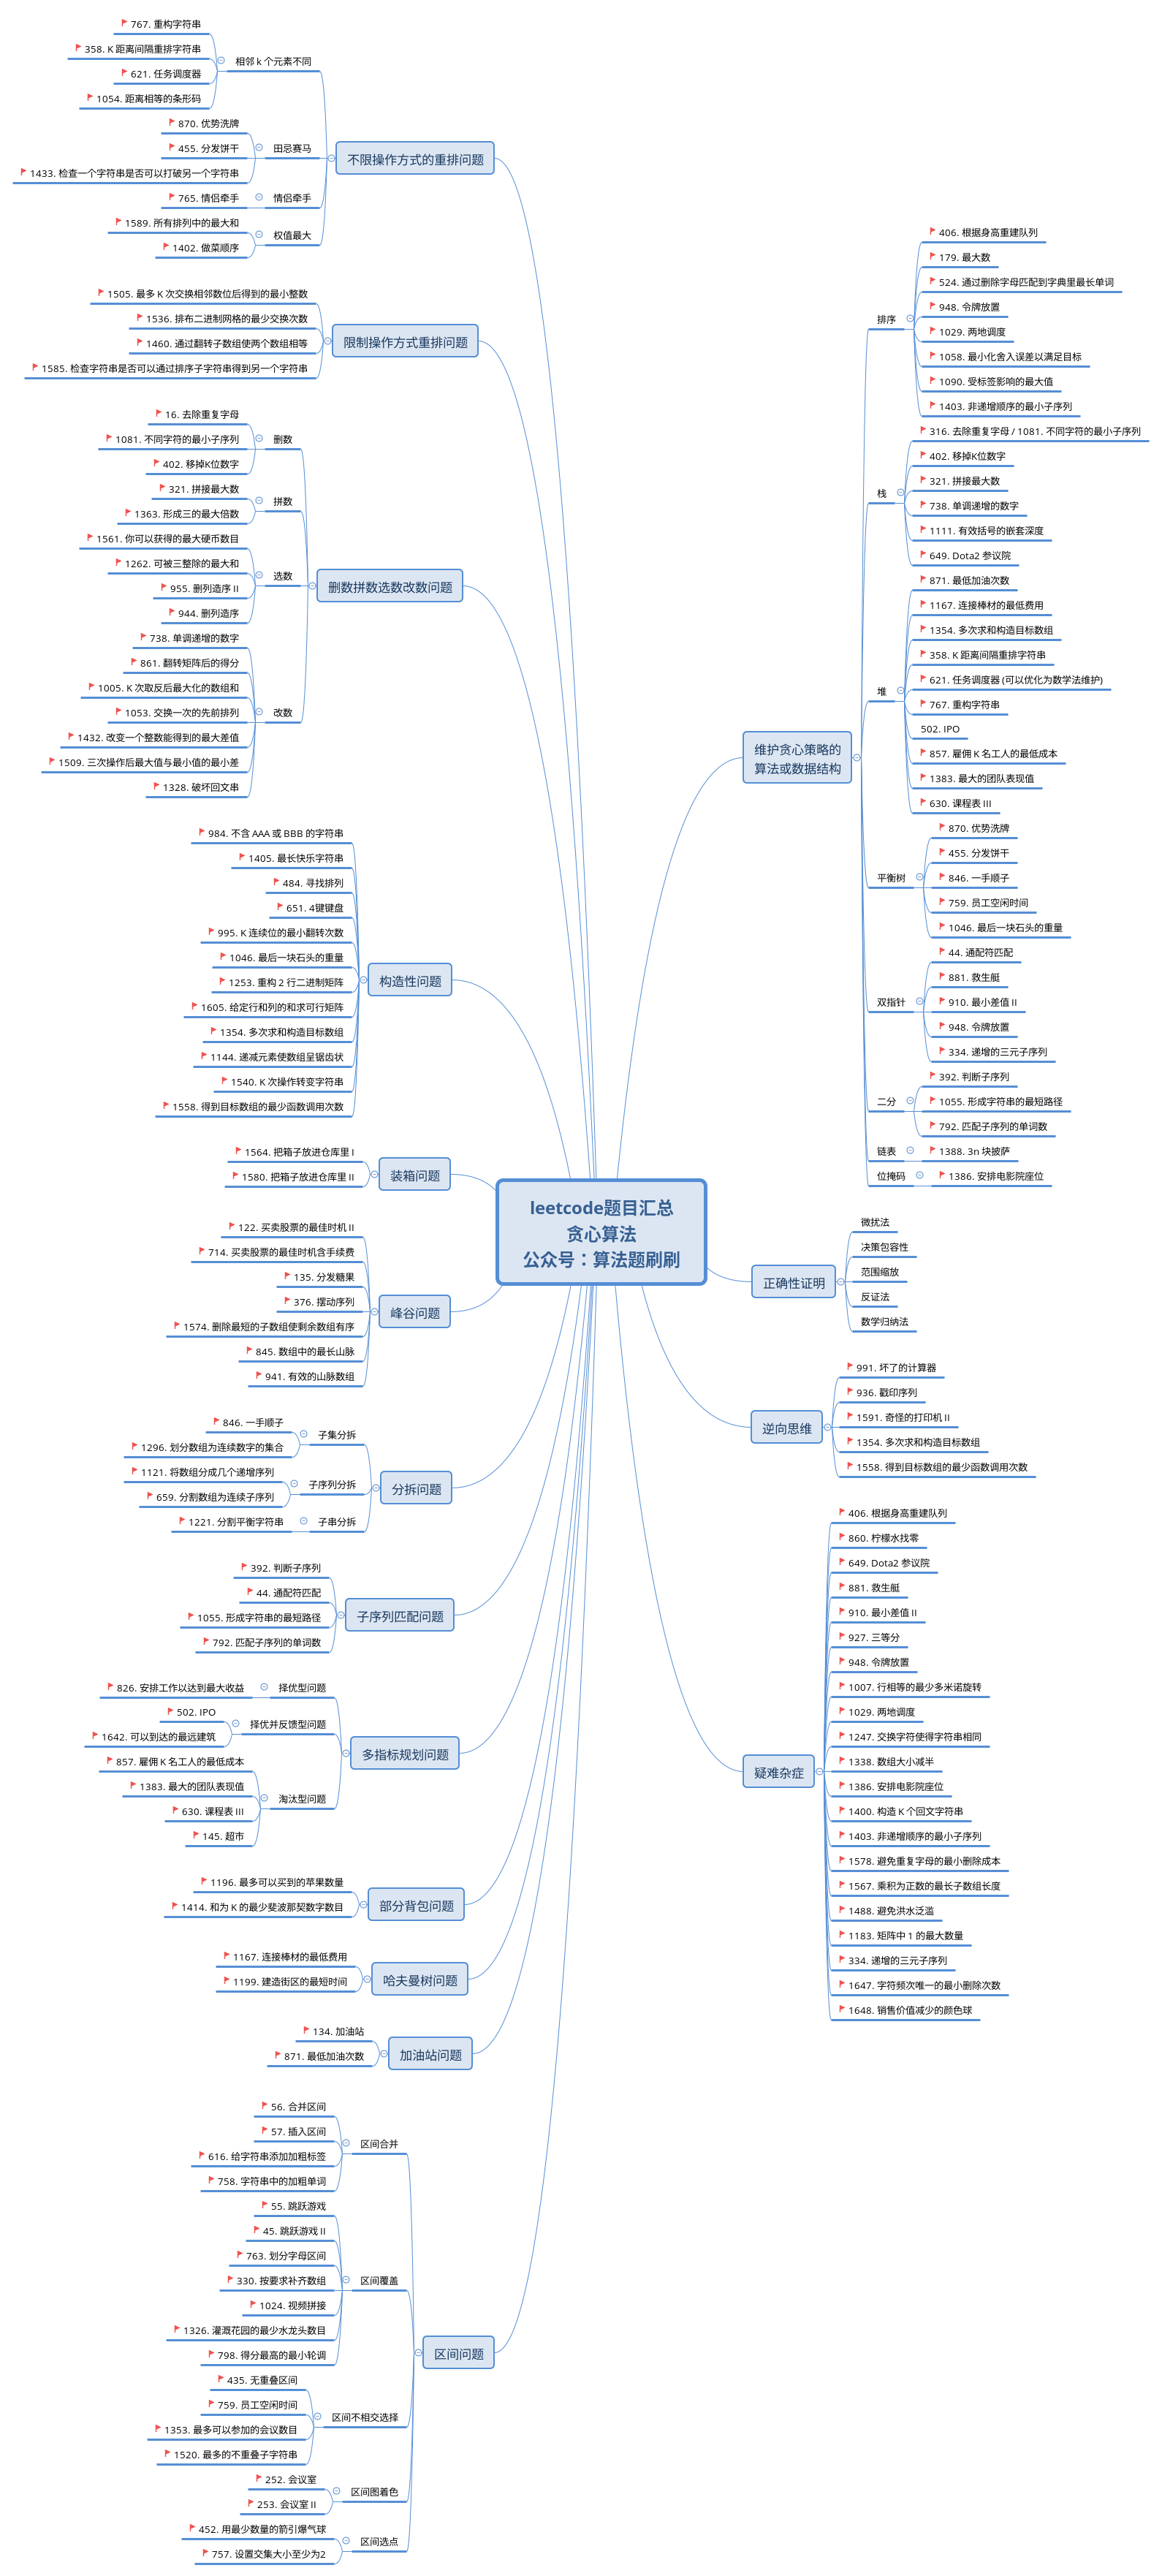 767. 重构字符串
358. K 距离间隔重排字符串
相邻 k 个元素不同
621. 任务调度器
1054. 距离相等的条形码
870. 优势洗牌
455. 分发饼干
田忌赛马
1433. 检查一个字符串是否可以打破另一个字符串
765. 情侣牵手
情侣牵手
1589. 所有排列中的最大和
权值最大
1402. 做菜顺序
不限操作方式的重排问题
1505. 最多 K 次交换相邻数位后得到的最小整数
1536. 排布二进制网格的最少交换次数
1460. 通过翻转子数组使两个数组相等
1585. 检查字符串是否可以通过排序子字符串得到另一个字符串
限制操作方式重排问题
16. 去除重复字母
1081. 不同字符的最小子序列
删数
402. 移掉K位数字
321. 拼接最大数
拼数
1363. 形成三的最大倍数
1561. 你可以获得的最大硬币数目
1262. 可被三整除的最大和
选数
955. 删列造序 II
944. 删列造序
738. 单调递增的数字
861. 翻转矩阵后的得分
1005. K 次取反后最大化的数组和
1053. 交换一次的先前排列
改数
1432. 改变一个整数能得到的最大差值
1509. 三次操作后最大值与最小值的最小差
1328. 破坏回文串
删数拼数选数改数问题
984. 不含 AAA 或 BBB 的字符串
1405. 最长快乐字符串
484. 寻找排列
651. 4键键盘
995. K 连续位的最小翻转次数
1046. 最后一块石头的重量
1253. 重构 2 行二进制矩阵
1605. 给定行和列的和求可行矩阵
1354. 多次求和构造目标数组
1144. 递减元素使数组呈锯齿状
1540. K 次操作转变字符串
1558. 得到目标数组的最少函数调用次数
构造性问题
1564. 把箱子放进仓库里 I
1580. 把箱子放进仓库里 II
装箱问题
122. 买卖股票的最佳时机 II
714. 买卖股票的最佳时机含手续费
135. 分发糖果
376. 摆动序列
1574. 删除最短的子数组使剩余数组有序
845. 数组中的最长山脉
941. 有效的山脉数组
峰谷问题
846. 一手顺子
子集分拆
1296. 划分数组为连续数字的集合
1121. 将数组分成几个递增序列
子序列分拆
659. 分割数组为连续子序列
1221. 分割平衡字符串
子串分拆
分拆问题
392. 判断子序列
44. 通配符匹配
1055. 形成字符串的最短路径
792. 匹配子序列的单词数
子序列匹配问题
826. 安排工作以达到最大收益
择优型问题
502. IPO
择优并反馈型问题
1642. 可以到达的最远建筑
857. 雇佣 K 名工人的最低成本
1383. 最大的团队表现值
淘汰型问题
630. 课程表 III
145. 超市
多指标规划问题
1196. 最多可以买到的苹果数量
1414. 和为 K 的最少斐波那契数字数目
部分背包问题
1167. 连接棒材的最低费用
1199. 建造街区的最短时间
哈夫曼树问题
134. 加油站
871. 最低加油次数
加油站问题
56. 合并区间
57. 插入区间
区间合并
616. 给字符串添加加粗标签
758. 字符串中的加粗单词
55. 跳跃游戏
45. 跳跃游戏 II
763. 划分字母区间
330. 按要求补齐数组
区间覆盖
1024. 视频拼接
1326. 灌溉花园的最少水龙头数目
798. 得分最高的最小轮调
435. 无重叠区间
759. 员工空闲时间
区间不相交选择
1353. 最多可以参加的会议数目
1520. 最多的不重叠子字符串
252. 会议室
区间图着色
253. 会议室 II
452. 用最少数量的箭引爆气球
区间选点
757. 设置交集大小至少为2
区间问题
leetcode题目汇总
贪心算法
公众号：算法题刷刷
维护贪心策略的
算法或数据结构
排序
406. 根据身高重建队列
179. 最大数
524. 通过删除字母匹配到字典里最长单词
948. 令牌放置
1029. 两地调度
1058. 最小化舍入误差以满足目标
1090. 受标签影响的最大值
1403. 非递增顺序的最小子序列
栈
316. 去除重复字母 / 1081. 不同字符的最小子序列
402. 移掉K位数字
321. 拼接最大数
738. 单调递增的数字
1111. 有效括号的嵌套深度
649. Dota2 参议院
堆
871. 最低加油次数
1167. 连接棒材的最低费用
1354. 多次求和构造目标数组
358. K 距离间隔重排字符串
621. 任务调度器 (可以优化为数学法维护)
767. 重构字符串
502. IPO
857. 雇佣 K 名工人的最低成本
1383. 最大的团队表现值
630. 课程表 III
平衡树
870. 优势洗牌
455. 分发饼干
846. 一手顺子
759. 员工空闲时间
1046. 最后一块石头的重量
双指针
44. 通配符匹配
881. 救生艇
910. 最小差值 II
948. 令牌放置
334. 递增的三元子序列
二分
392. 判断子序列
1055. 形成字符串的最短路径
792. 匹配子序列的单词数
链表
1388. 3n 块披萨
位掩码
1386. 安排电影院座位
正确性证明
微扰法
决策包容性
范围缩放
反证法
数学归纳法
逆向思维
991. 坏了的计算器
936. 戳印序列
1591. 奇怪的打印机 II
1354. 多次求和构造目标数组
1558. 得到目标数组的最少函数调用次数
疑难杂症
406. 根据身高重建队列
860. 柠檬水找零
649. Dota2 参议院
881. 救生艇
910. 最小差值 II
927. 三等分
948. 令牌放置
1007. 行相等的最少多米诺旋转
1029. 两地调度
1247. 交换字符使得字符串相同
1338. 数组大小减半
1386. 安排电影院座位
1400. 构造 K 个回文字符串
1403. 非递增顺序的最小子序列
1578. 避免重复字母的最小删除成本
1567. 乘积为正数的最长子数组长度
1488. 避免洪水泛滥
1183. 矩阵中 1 的最大数量
334. 递增的三元子序列
1647. 字符频次唯一的最小删除次数
1648. 销售价值减少的颜色球